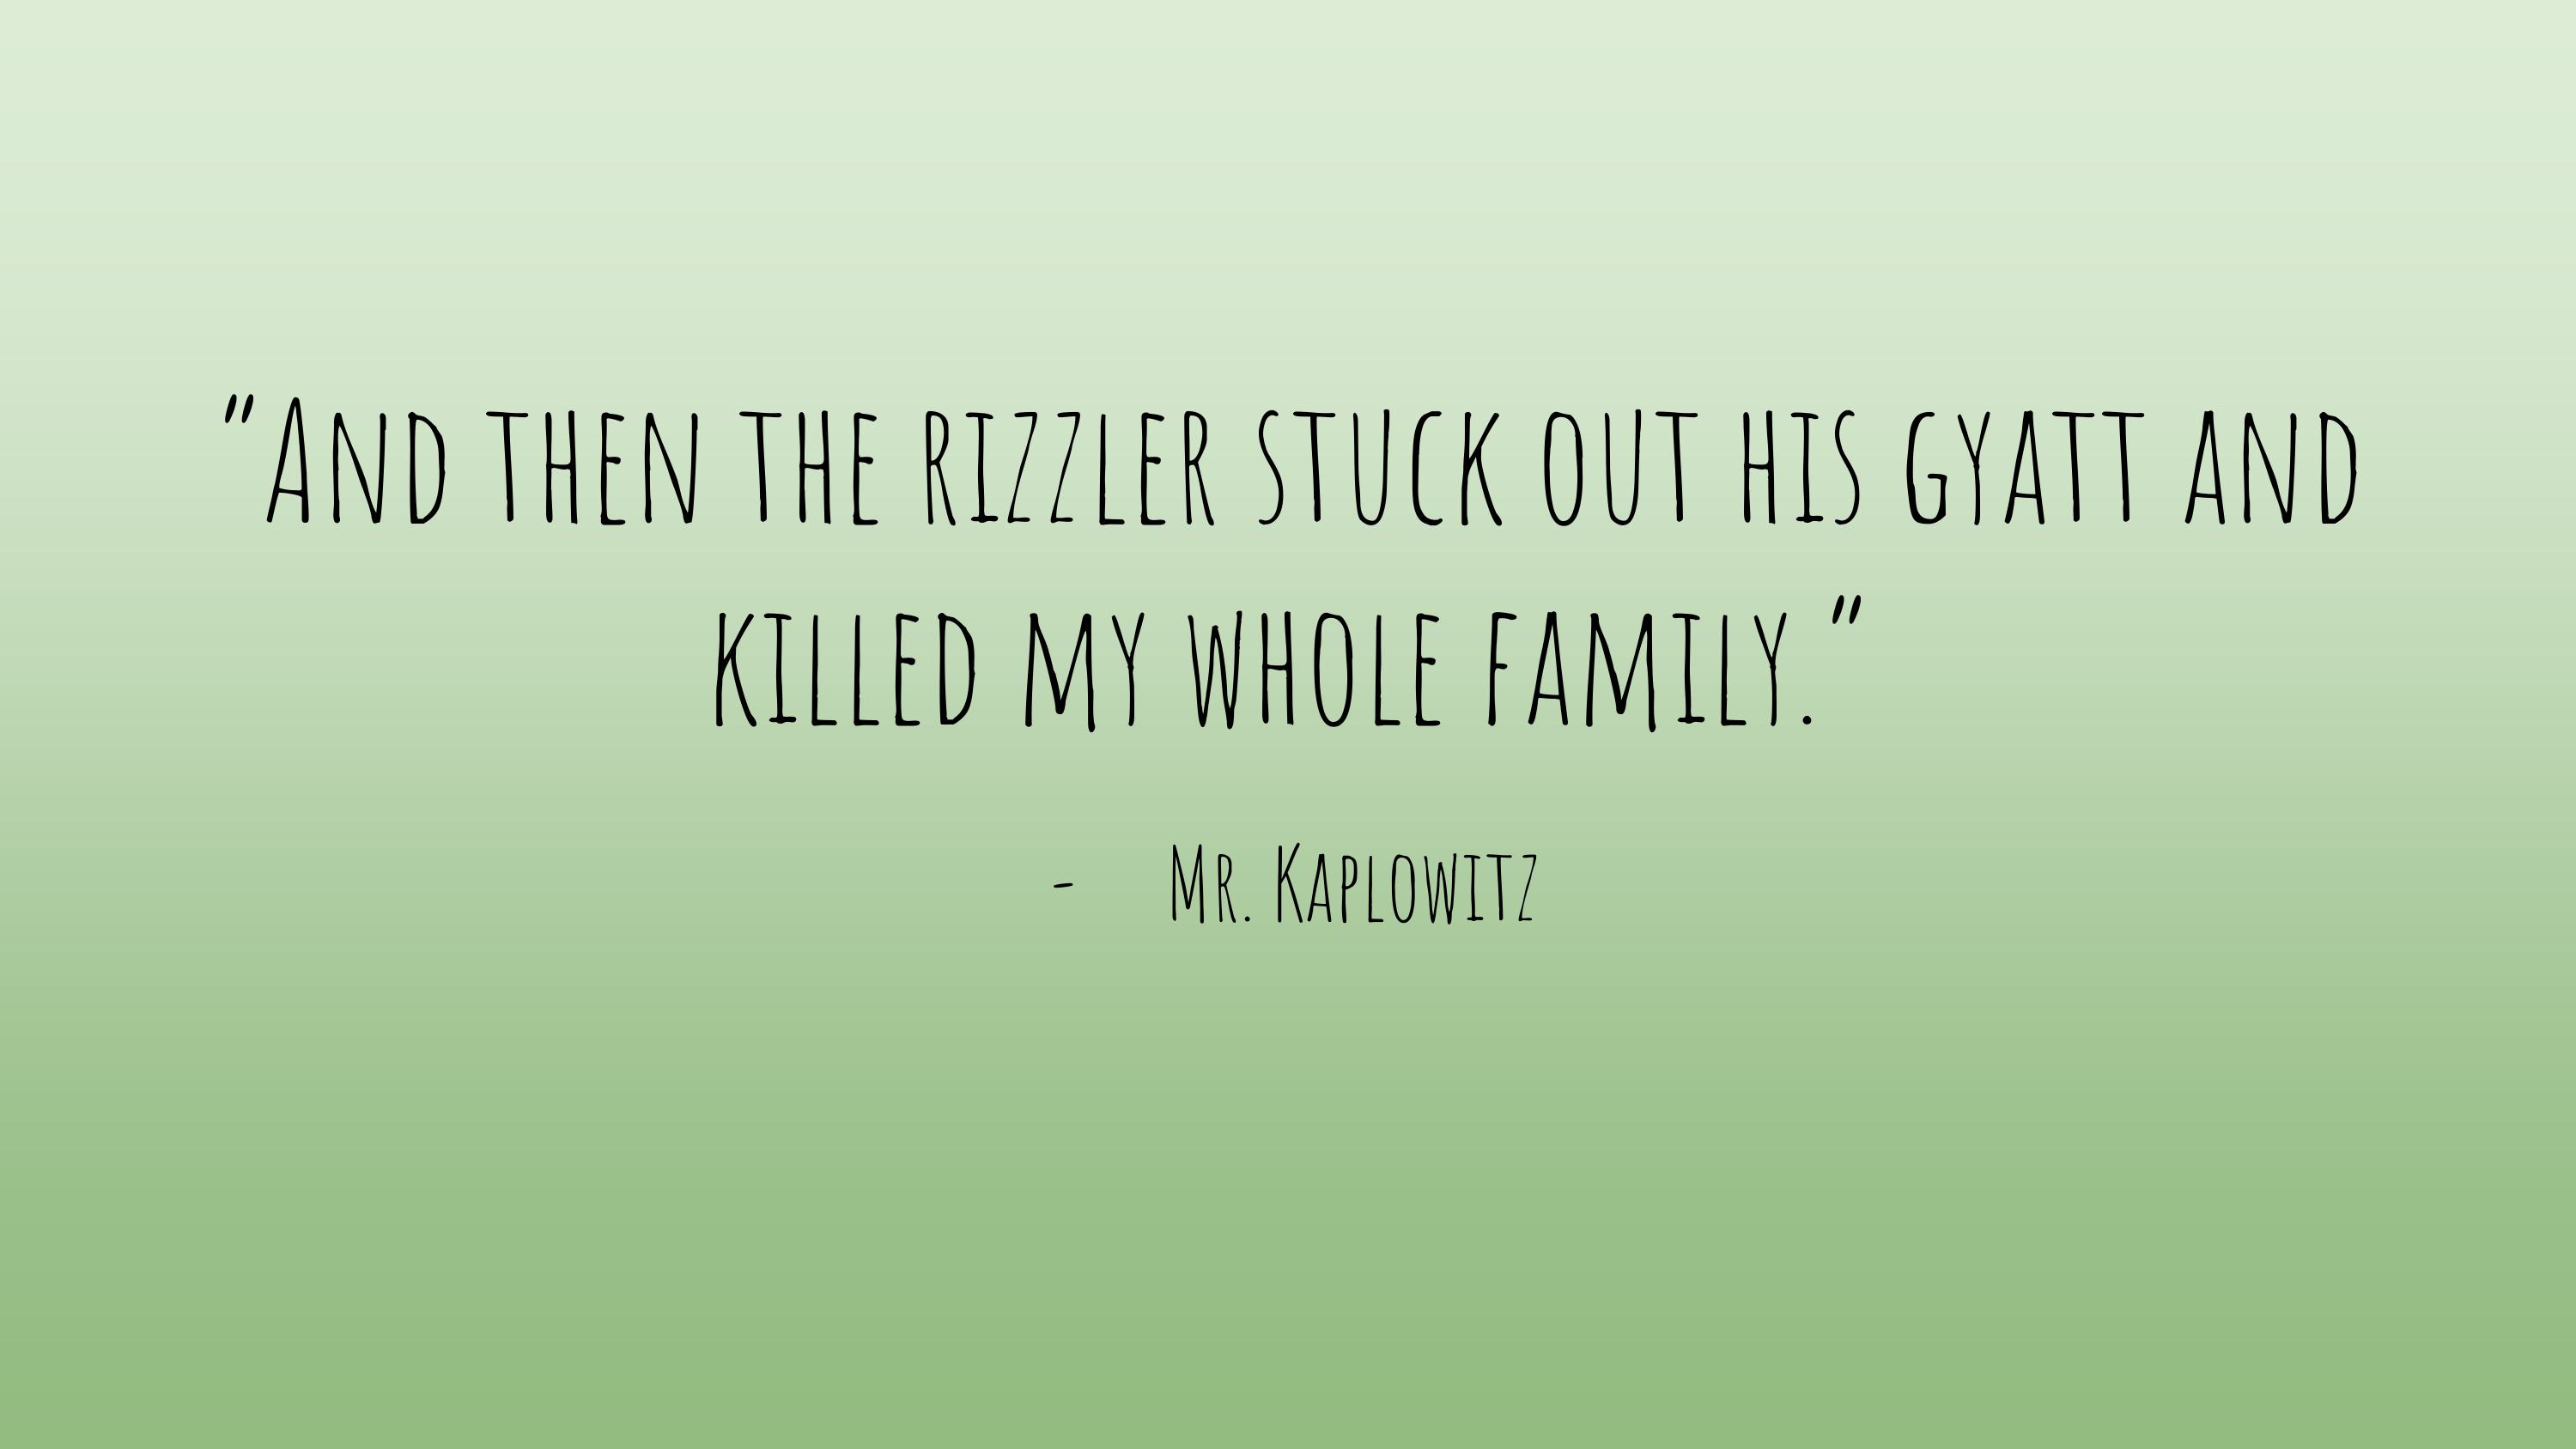 "And then the rizzler stuck out his gyatt and
killed my whole family."
- Mr. Kaplowitz